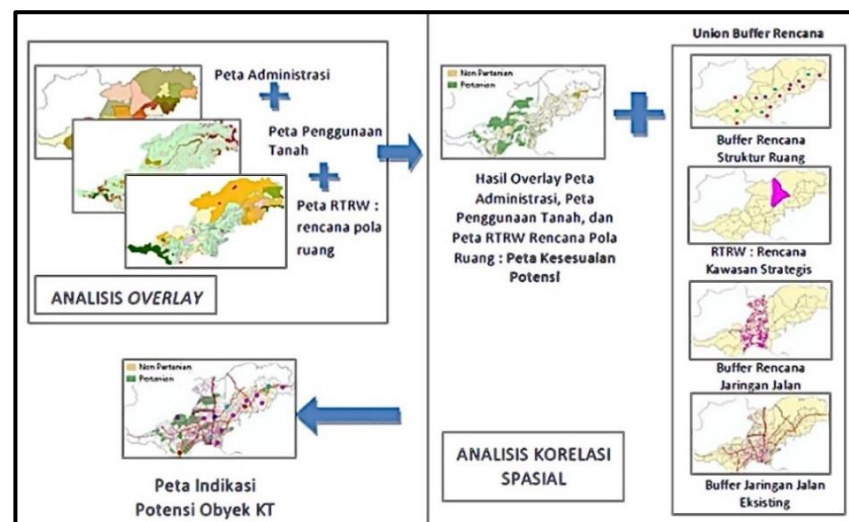 Peta Administrasi
Peta Penggunaan
Tanah
Peta RTRW :
rencana pola
ruang
ANALISIS OVERLAY
Non Pertanian
Pertanian
Hasil Overlay Peta
Administrasi, Peta
Penggunaan Tanah, dan
Peta RTRW Rencana Pola
Ruang : Peta Kesesuaian
Potensi
Union Buffer Rencana
Buffer Rencana
Struktur Ruang
RTRW : Rencana
Kawasan Strategis
Buffer Rencana
Jaringan Jalan
Buffer Jaringan Jalan
Eksisting
ANALISIS KORELASI
SPASIAL
Non Pertanian
Pertanian
Peta Indikasi
Potensi Obyek KT